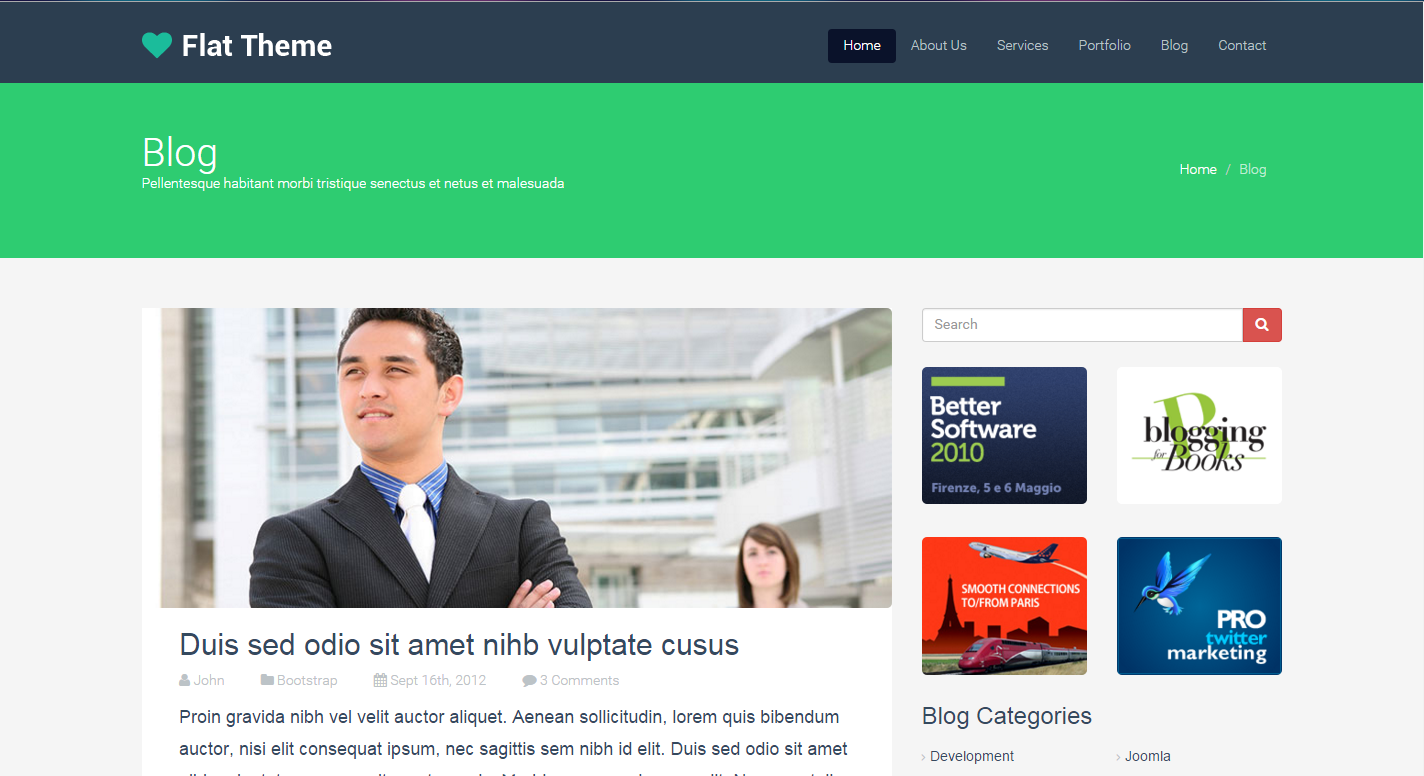 Flat Theme
Home About Us Services Portfolio Blog Contact
Blog
Pellentesque habitant morbi tristique senectus et netus et malesuada
Home / Blog
Duis sed odio sit amet nihb vulptate cusus
John Bootstrap Sept 16th, 2012 3 Comments
Proin gravida nibh vel velit auctor aliquet. Aenean sollicitudin, lorem quis bibendum
auctor, nisi elit consequat ipsum, nec sagittis sem nibh id elit. Duis sed odio sit amet
Search
Better
Software
2010
Firenze, 5 e 6 Maggio
B
blogging
for BOOKS
SMOOTH CONNECTIONS
TO/FROM PARIS
PRO
twitter
marketing
Blog Categories
Development
Joomla